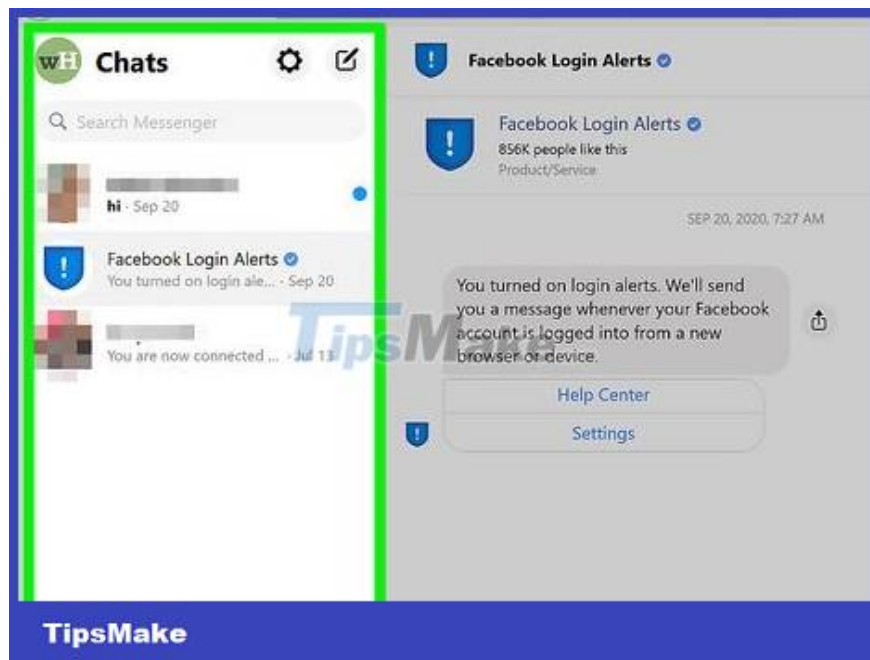 wH
Chats
Search Messenger
hi · Sep 20
Facebook Login Alerts
You turned on login ale... · Sep 20
You are now connected ... · Jul 13
Facebook Login Alerts
Facebook Login Alerts
856K people like this
Product/Service
SEP 20, 2020, 7:27 AM
You turned on login alerts. We'll send
you a message whenever your Facebook
account is logged into from a new
browser or device.
Help Center
Settings
TipsMake
TipsMake